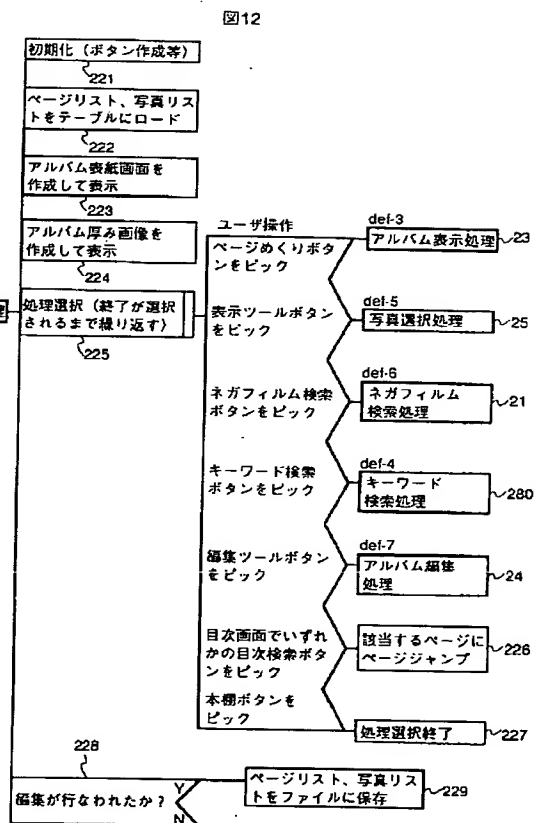 図12
初期化(ボタン作成等)
221
ページリスト、写真リス
トをテーブルにロード
222
アルバム表紙画面を
作成して表示
223
アルバム厚み画像を
作成して表示
224
処理選択(終了が選択
されるまで繰り返す)
225
ユーザ操作
ページめくりボタ
ンをピック
def-3
アルバム表示処理
23
表示ツールボタン
をピック
def-5
写真選択処理
25
ネガフィルム検索
ボタンをピック
def-6
ネガフィルム
検索処理
21
キーワード検索
ボタンをピック
def-4
キーワード
検索処理
280
編集ツールボタン
をピック
def-7
アルバム編集
処理
24
目次画面でいずれ
かの目次検索ボタ
ンをピック
該当するページに
ページジャンプ
226
本棚ボタンを
ピック
処理選択終了
227
228
編集が行なわれたか?
Y
N
ページリスト、写真リス
トをファイルに保存
229